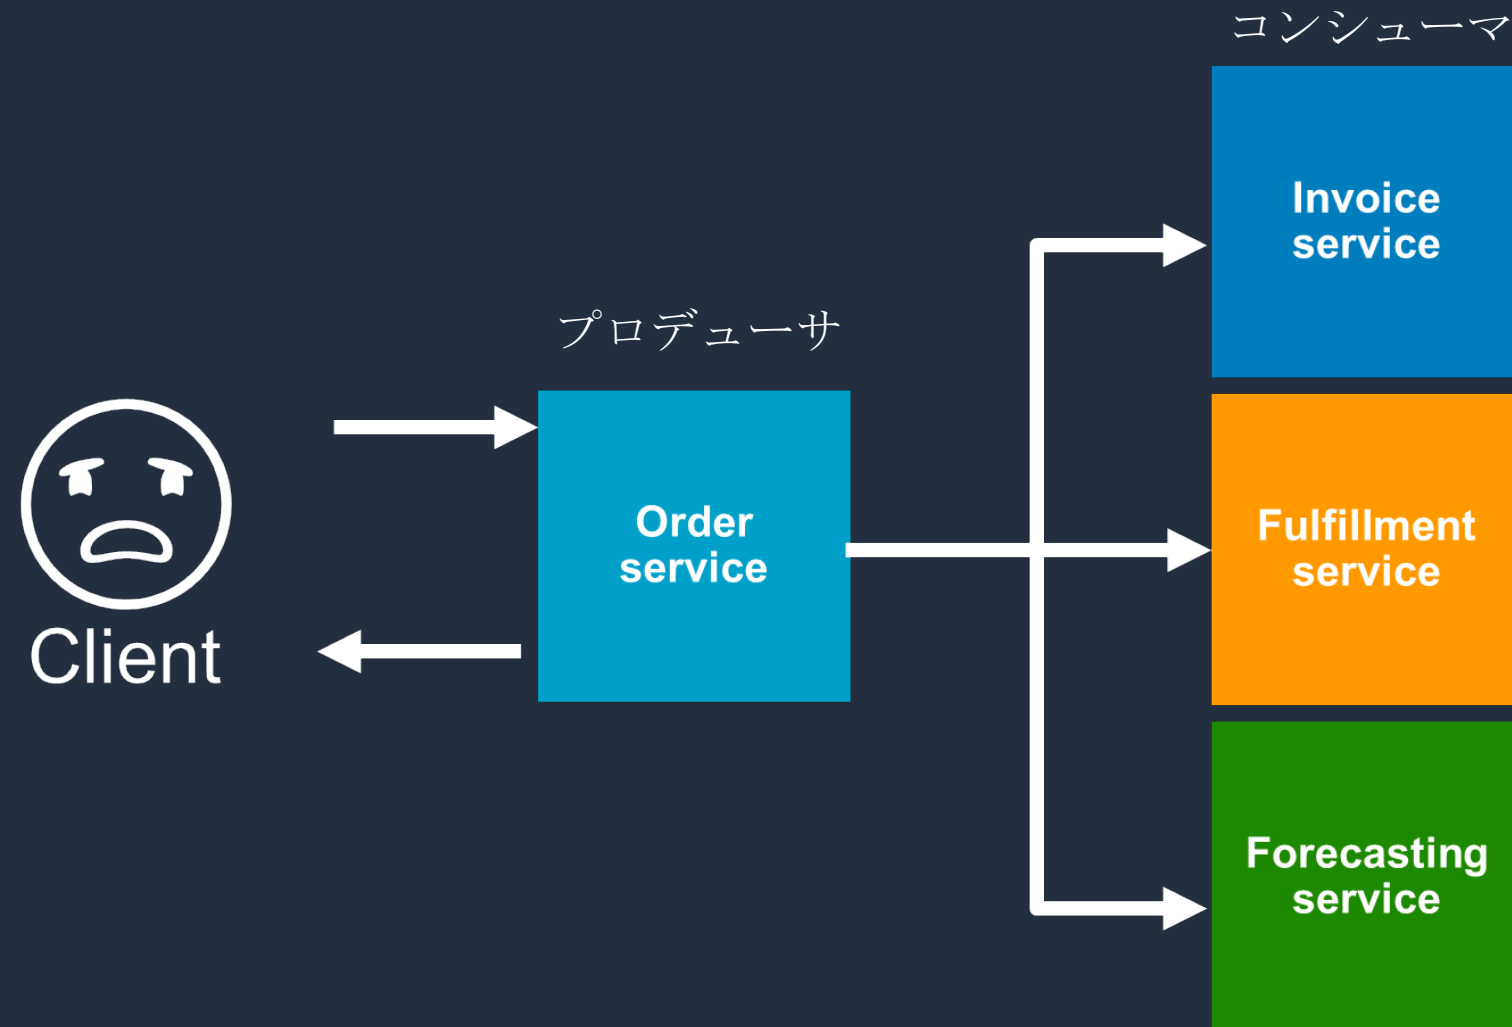 コンシューマ
Invoice
service
プロデューサ
Order
service
Fulfillment
service
Client
Forecasting
service